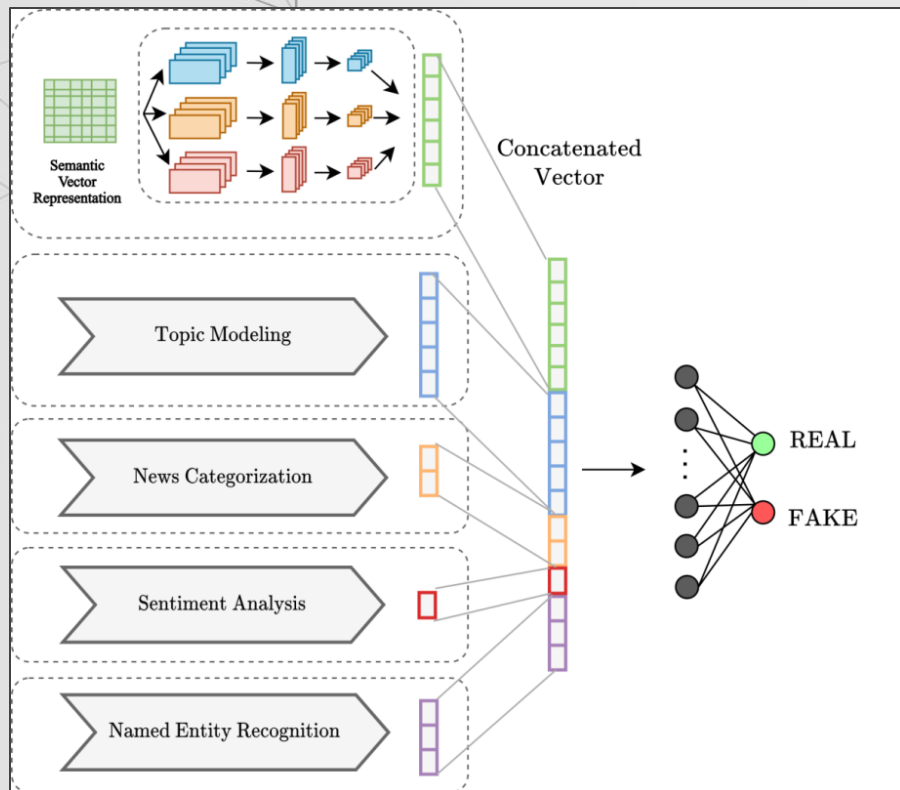 Semantic
Vector
Representation
Concatenated
Vector
Topic Modeling
News Categorization
Sentiment Analysis
Named Entity Recognition
REAL
FAKE